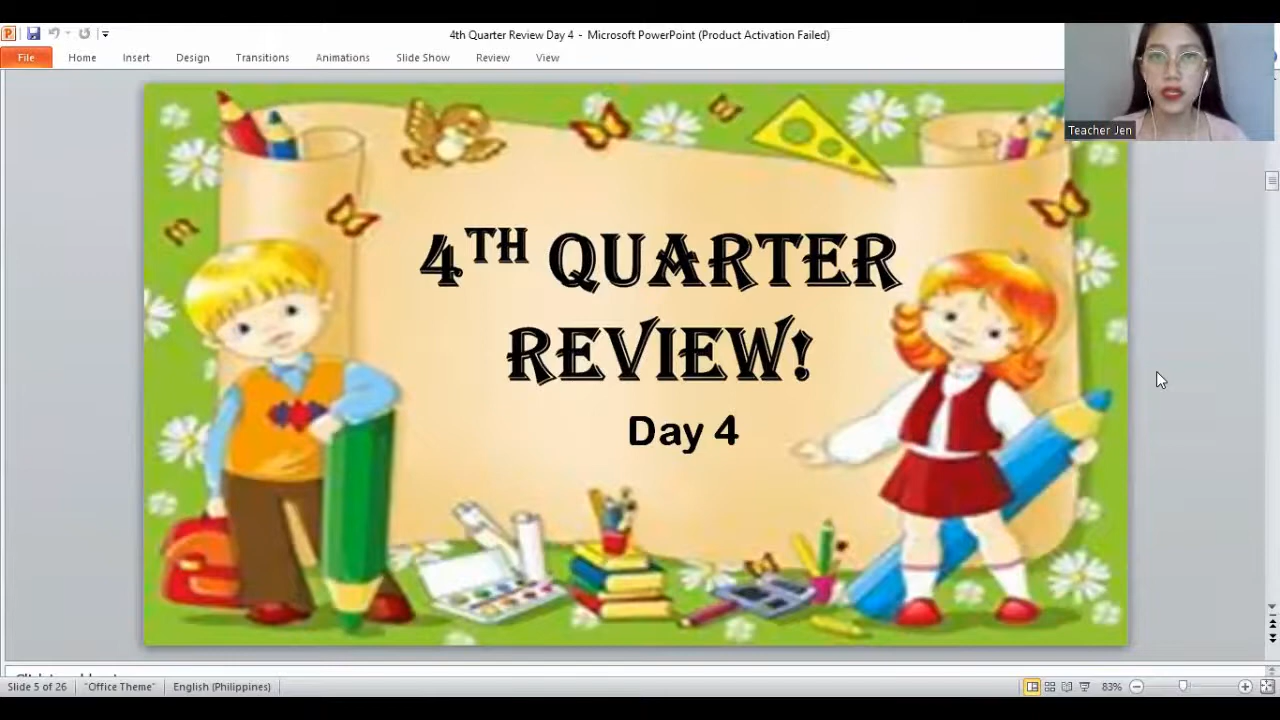 4th Quarter Review Day 4 - Microsoft PowerPoint (Product Activation Failed)
File Home Insert Design Transitions Animations Slide Show Review View
Teacher Jen
4TH QUARTER
REVIEW!
Day 4
Slide 5 of 26 "Office Theme" English (Philippines) 83%